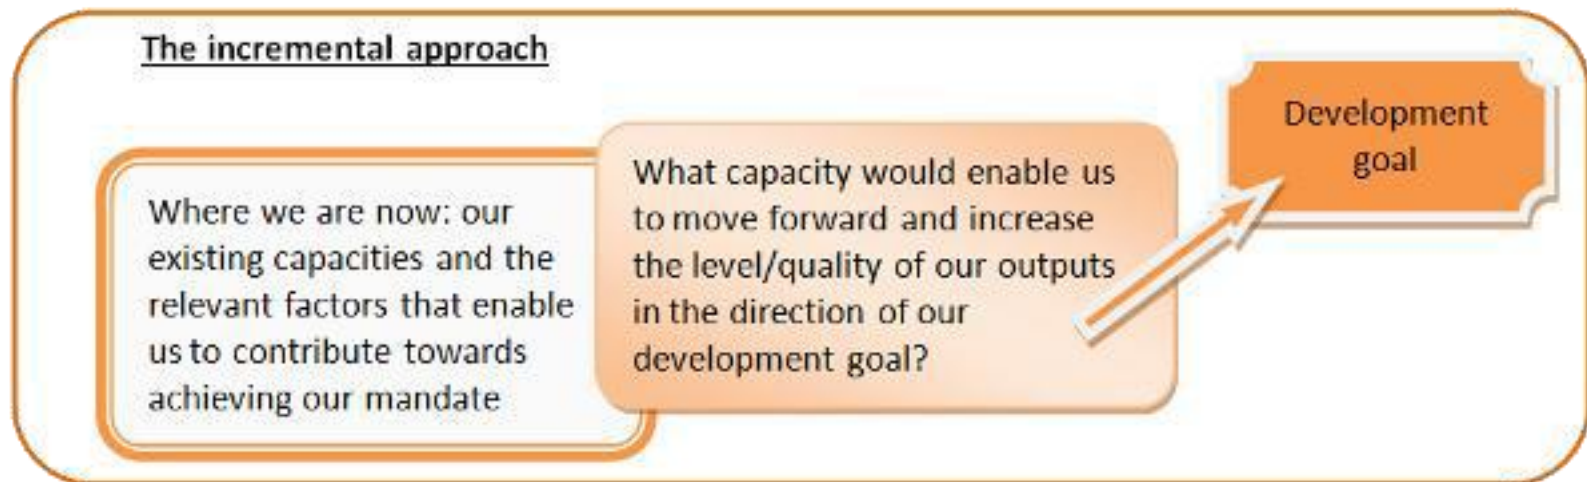 The incremental approach
Where we are now: our
existing capacities and the
relevant factors that enable
us to contribute towards
achieving our mandate
What capacity would enable us
to move forward and increase
the level/quality of our outputs
in the direction of our
development goal?
Development
goal